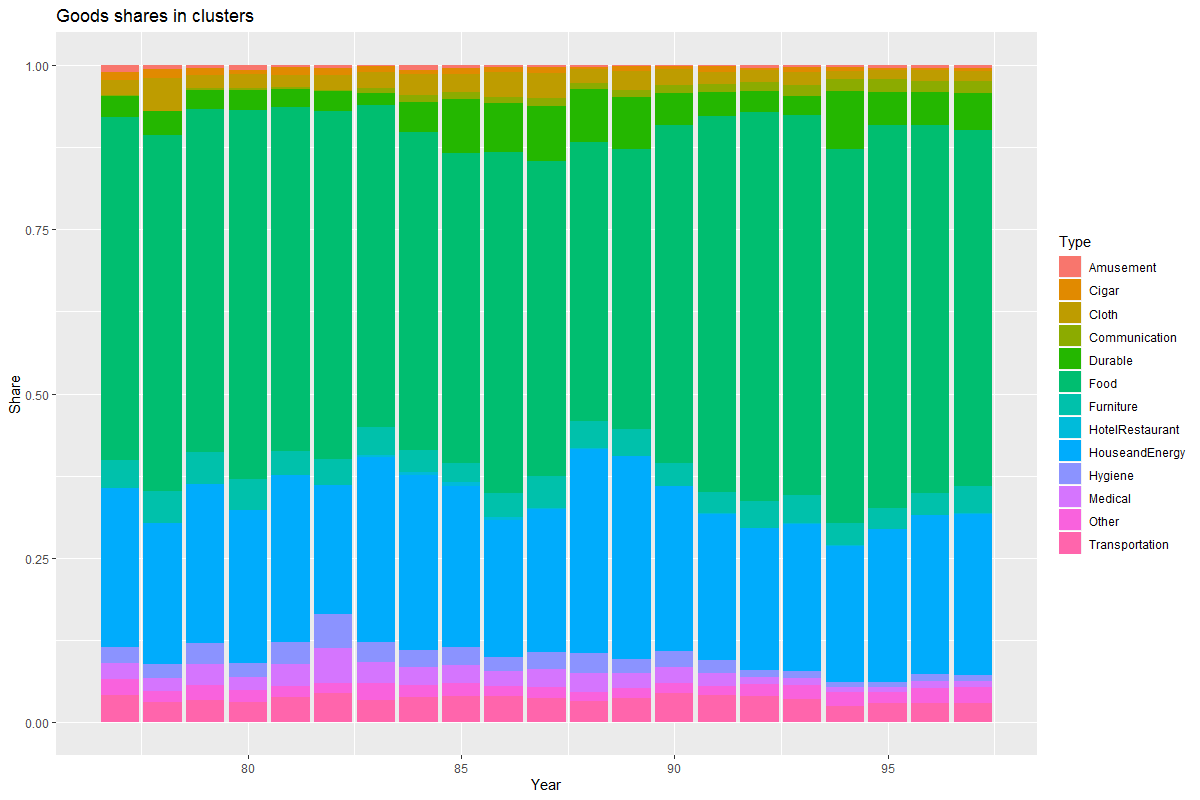 Goods shares in clusters
1.00
0.75
0.50
0.25
0.00
Share
80
85
90
95
Year
Type
Amusement
Cigar
Cloth
Communication
Durable
Food
Furniture
HotelRestaurant
HouseandEnergy
Hygiene
Medical
Other
Transportation